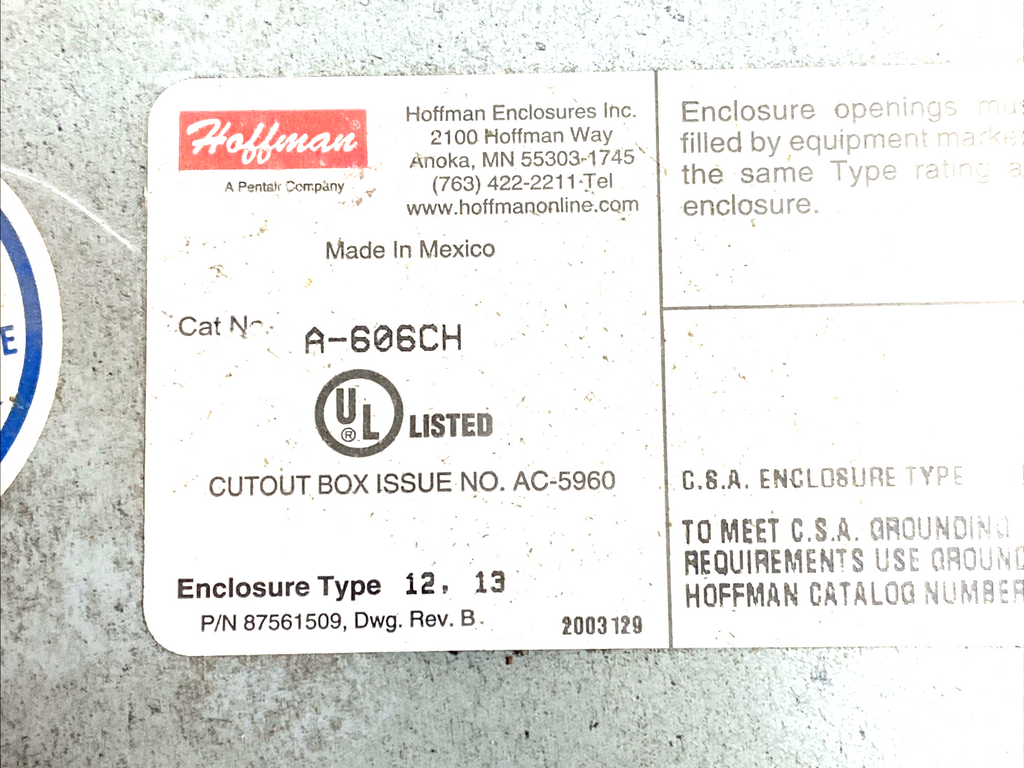 Hoffman®
A Pentair Company
Hoffman Enclosures Inc.
2100 Hoffman Way
Anoka, MN 55303-1745
(763) 422-2211 Tel
www.hoffmanonline.com
Made In Mexico
Cat No. A-606CH
UL® LISTED
CUTOUT BOX ISSUE NO. AC-5960
Enclosure Type 12, 13
P/N 87561509, Dwg. Rev. B
2003129
Enclosure openings
filled by equipment
the same Type rating
enclosure.
C.S.A. ENCLOSURE TYPE
TO MEET C.S.A. GROUNDING
REQUIREMENTS USE GROUND
HOFFMAN CATALOG NUMBER
E